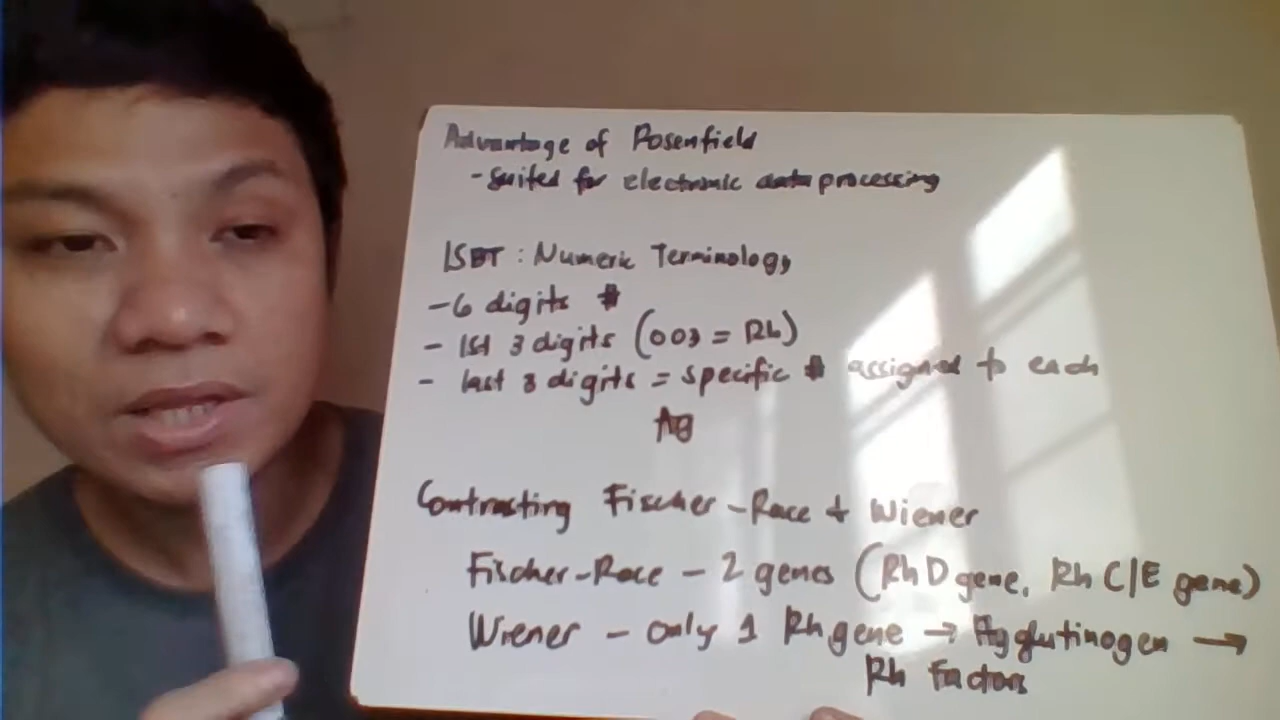 Advantage of Rosenfield
- suited for electronic data processing
ISBT : Numeric Terminology
- 6 digits #
- 1st 3 digits (003 = Rh)
- last 3 digits = specific # assigned to each
Ag
Contrasting Fischer-Race & Wiener
Fischer-Race - 2 genes (Rh D gene, Rh C/E gene)
Wiener - only 1 Rh gene → Agglutinogen →
Rh Factors